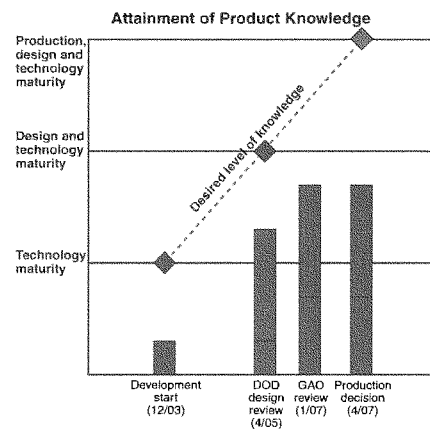 Attainment of Product Knowledge
Production,
design and
technology
maturity
Design and
technology
maturity
Technology
maturity
Desired level of knowledge
Development
start
(12/03)
DOD
design
review
(4/05)
GAO
review
(1/07)
Production
decision
(4/07)